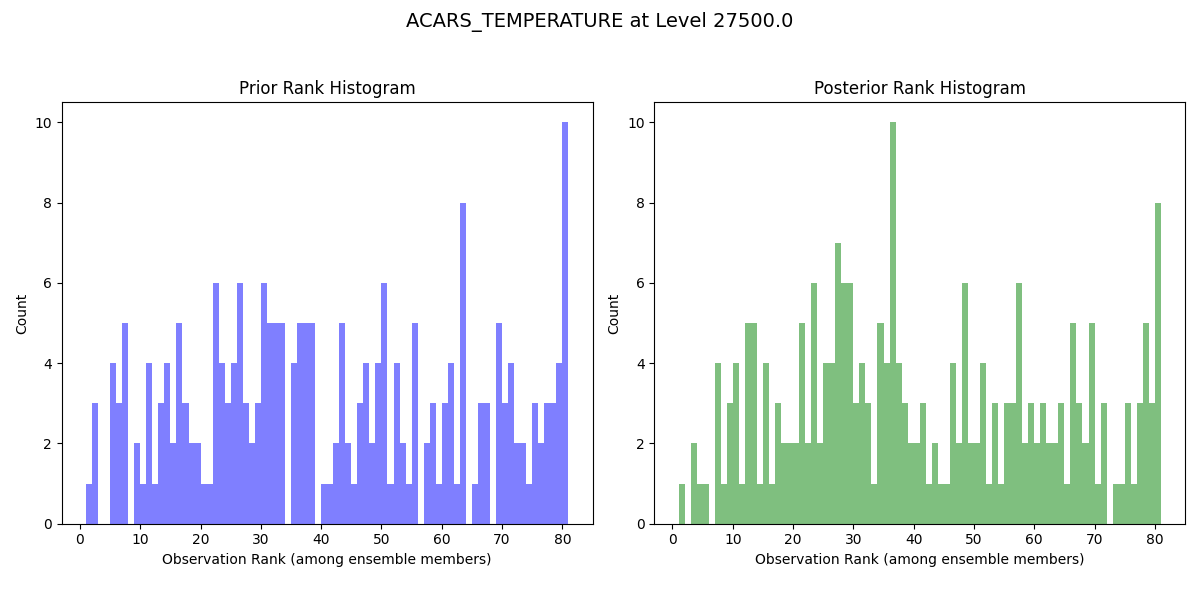 ACARS_TEMPERATURE at Level 27500.0
Prior Rank Histogram
Count
0 2 4 6 8 10
0 10 20 30 40 50 60 70 80
Observation Rank (among ensemble members)
Posterior Rank Histogram
Count
0 2 4 6 8 10
0 10 20 30 40 50 60 70 80
Observation Rank (among ensemble members)